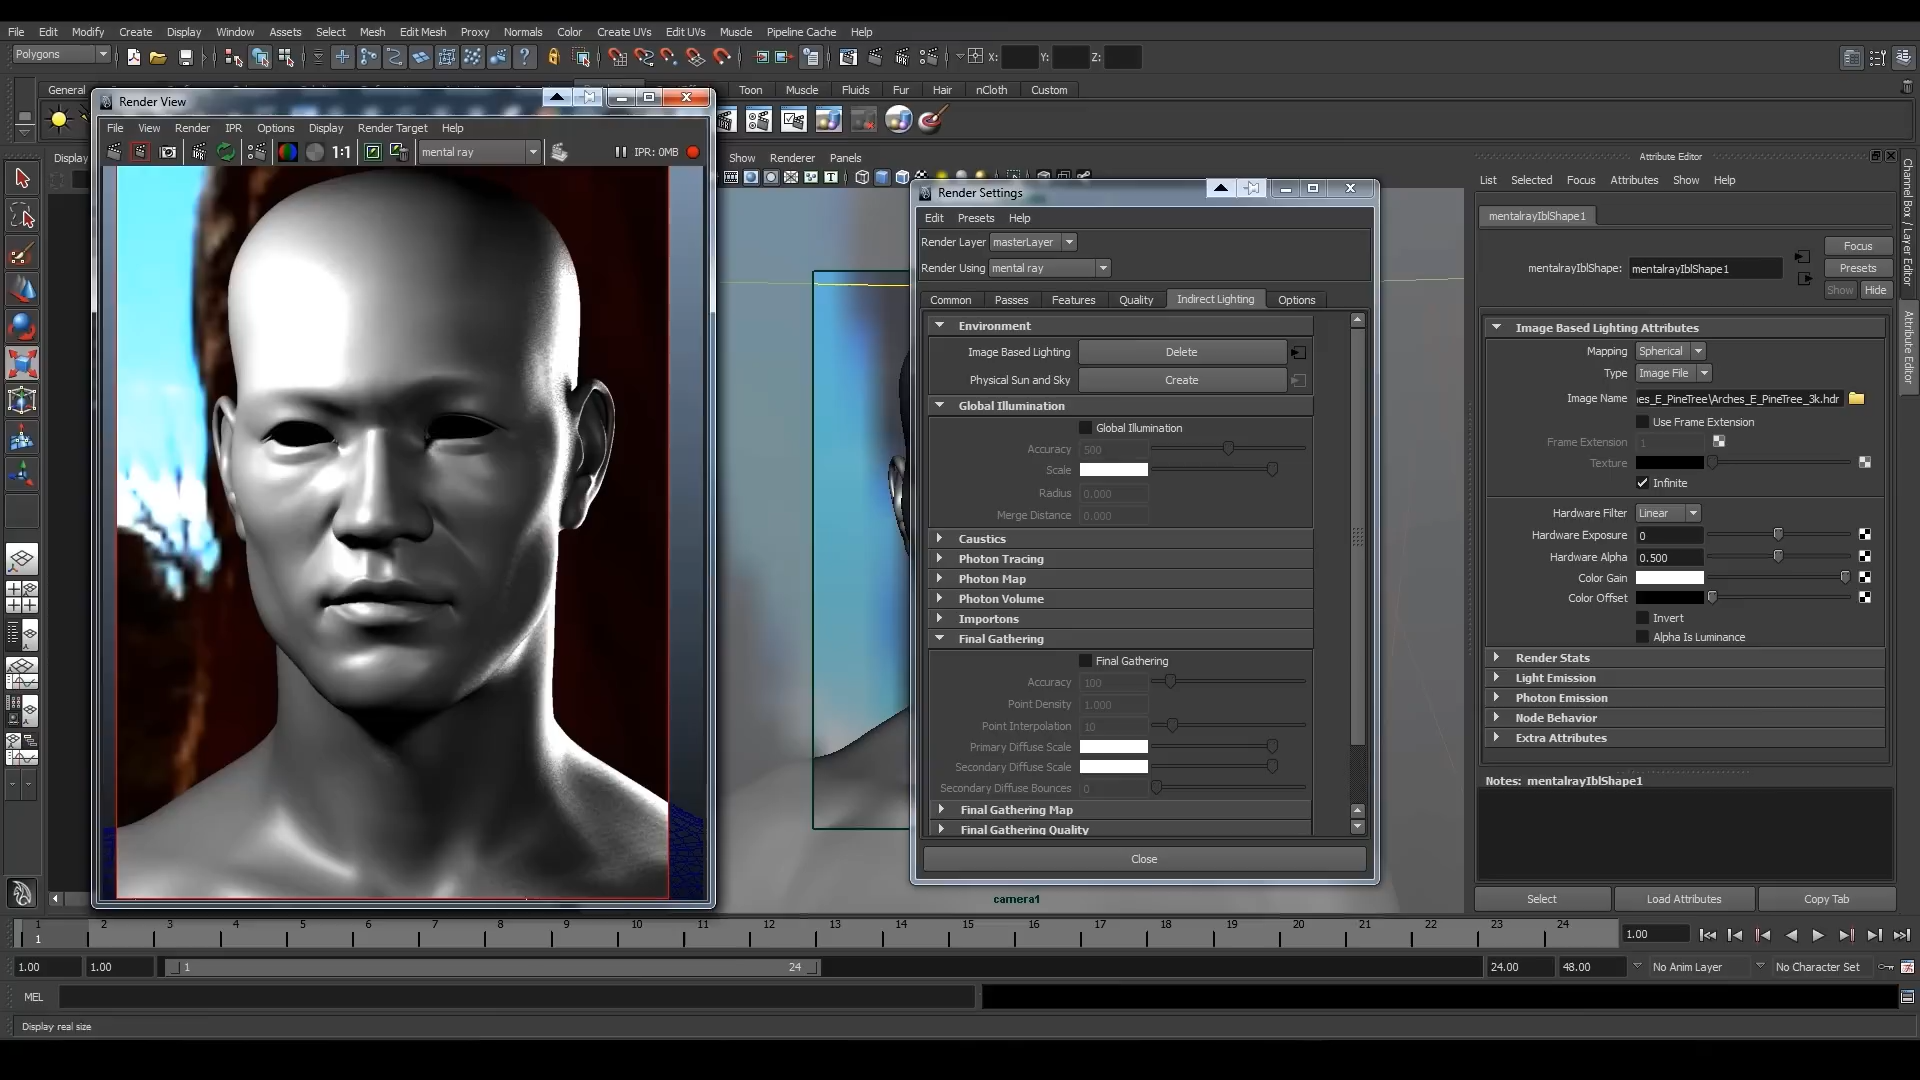 File Edit Modify Create Display Window Assets Select Mesh Edit Mesh Proxy Normals Color Create UVs Edit UVs Muscle Pipeline Cache Help
Polygons
X: Y: Z:
General Toon Muscle Fluids Fur Hair nCloth Custom
Render View
File View Render IPR Options Display Render Target Help
1:1 mental ray IPR: 0MB
Display
Show Renderer Panels
Render Settings
Edit Presets Help
Render Layer masterLayer
Render Using mental ray
Common Passes Features Quality Indirect Lighting Options
Environment
Image Based Lighting Delete
Physical Sun and Sky Create
Global Illumination
Global Illumination
Accuracy 500
Scale
Radius 0.000
Merge Distance 0.000
Caustics
Photon Tracing
Photon Map
Photon Volume
Importons
Final Gathering
Final Gathering
Accuracy 100
Point Density 1.000
Point Interpolation 10
Primary Diffuse Scale
Secondary Diffuse Scale
Secondary Diffuse Bounces 0
Final Gathering Map
Final Gathering Quality
Close
camera1
Attribute Editor
List Selected Focus Attributes Show Help
mentalrayIblShape1
Focus
mentalrayIblShape: mentalrayIblShape1
Presets
Show Hide
Image Based Lighting Attributes
Mapping Spherical
Type Image File
Image Name es_E_PineTree\Arches_E_PineTree_3k.hdr
Use Frame Extension
Frame Extension 1
Texture
Infinite
Hardware Filter Linear
Hardware Exposure 0
Hardware Alpha 0.500
Color Gain
Color Offset
Invert
Alpha Is Luminance
Render Stats
Light Emission
Photon Emission
Node Behavior
Extra Attributes
Notes: mentalrayIblShape1
Select Load Attributes Copy Tab
Channel Box / Layer Editor
Attribute Editor
1 2 3 4 5 6 7 8 9 10 11 12 13 14 15 16 17 18 19 20 21 22 23 24
1 1.00
1.00 1.00 1 24 24.00 48.00 No Anim Layer No Character Set
MEL
Display real size